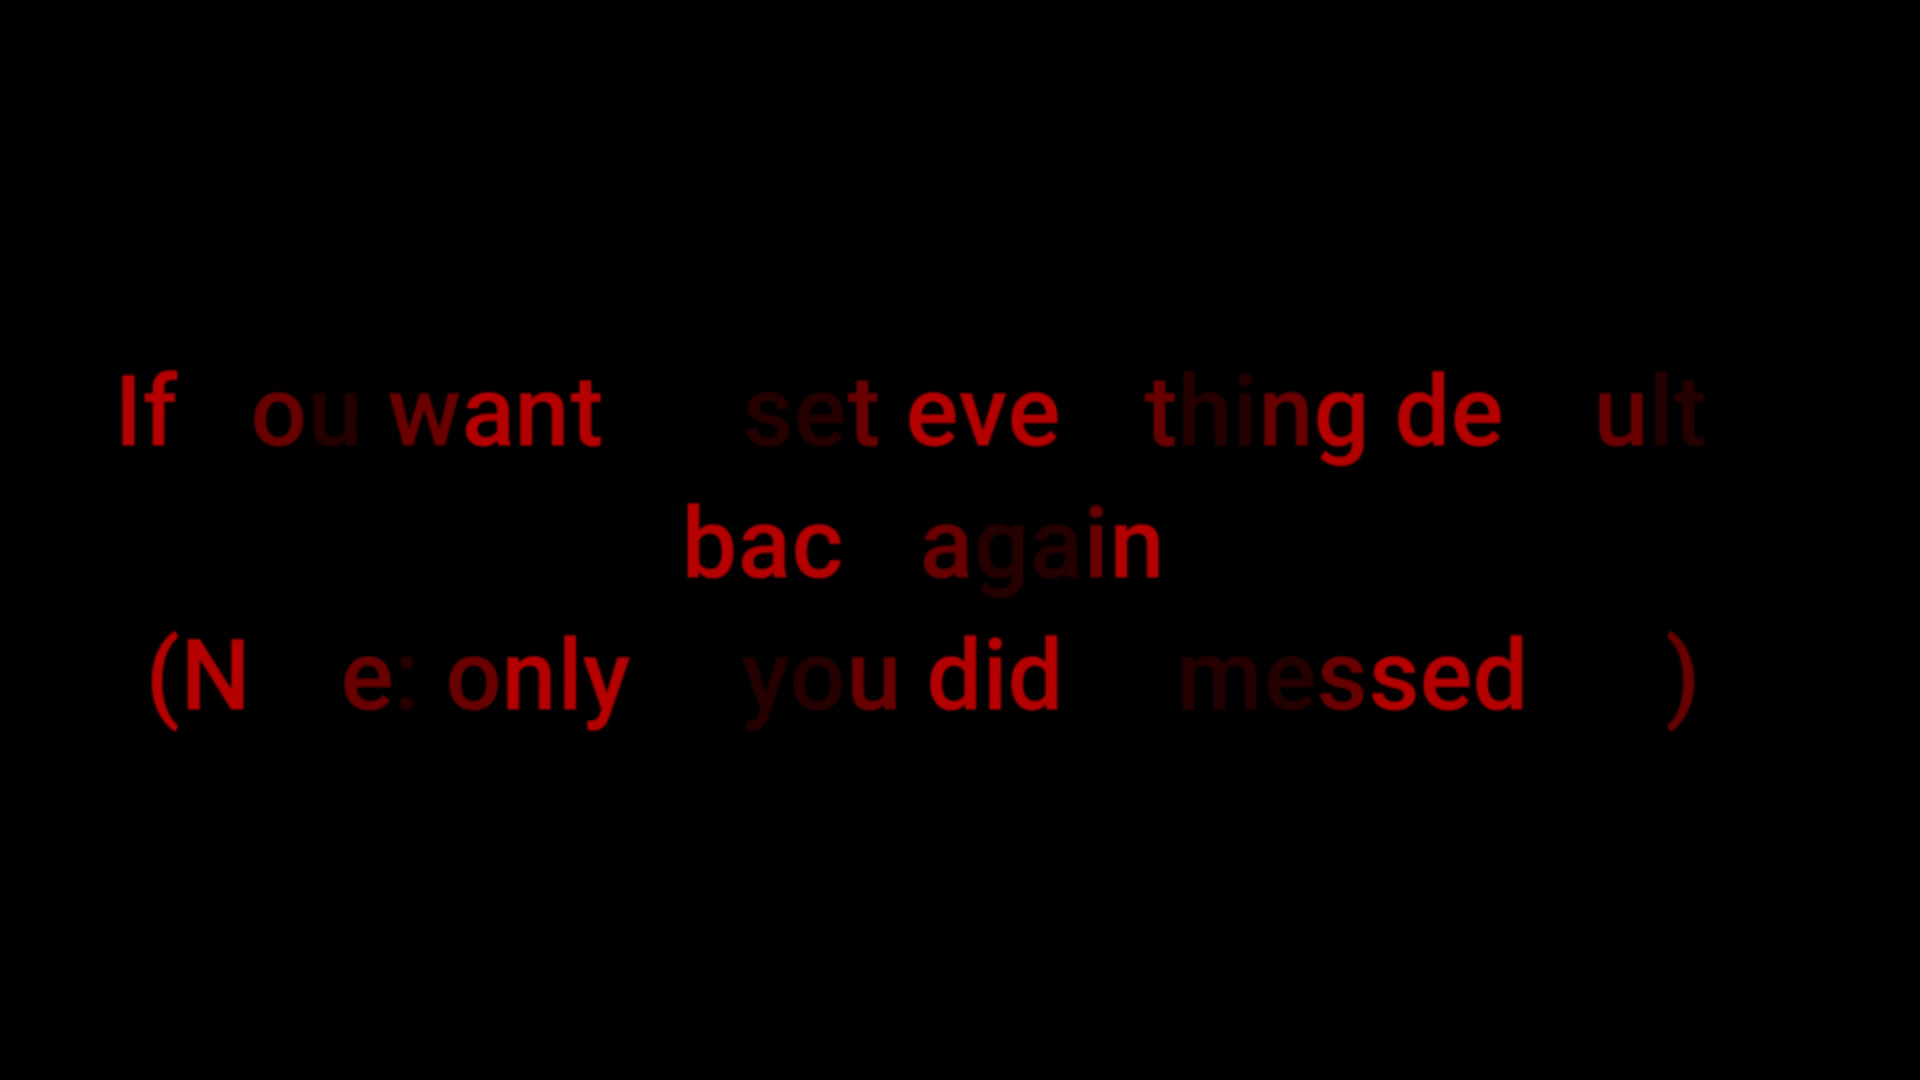 If ou want set eve thing de ult
bac again
(N e: only you did messed )